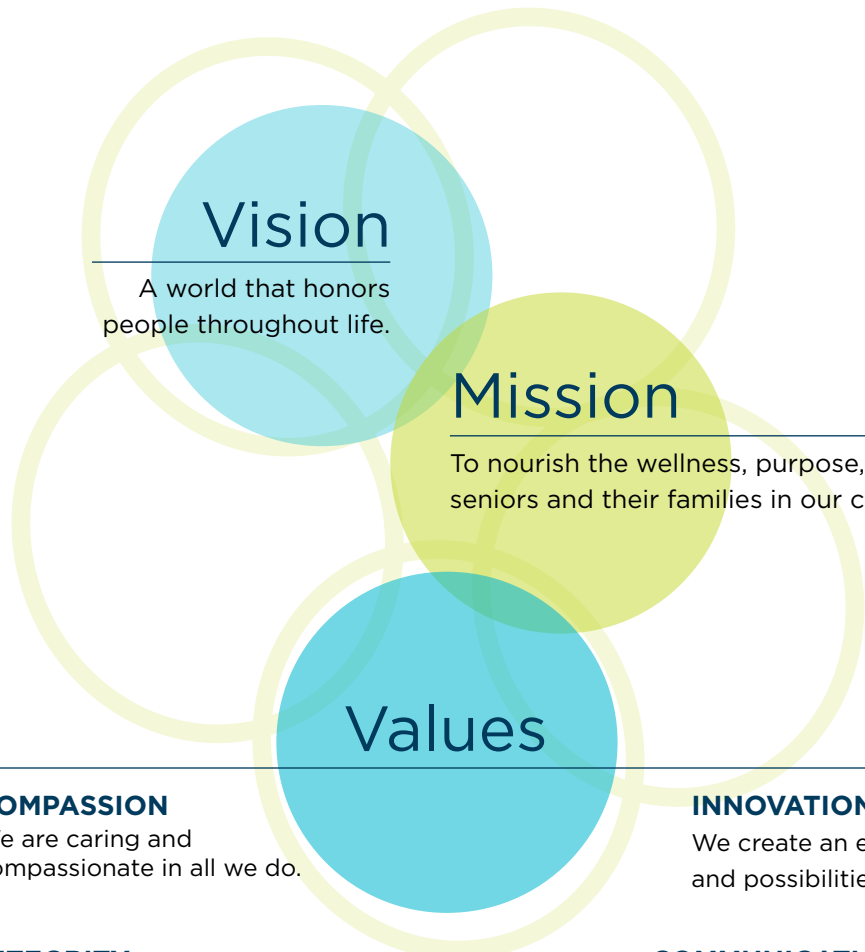 Vision
A world that honors
people throughout life.
Mission
To nourish the wellness, purpose,
seniors and their families in our
Values
OMPASSION
are caring and
ompassionate in all we do.
INNOVATION
We create an
and